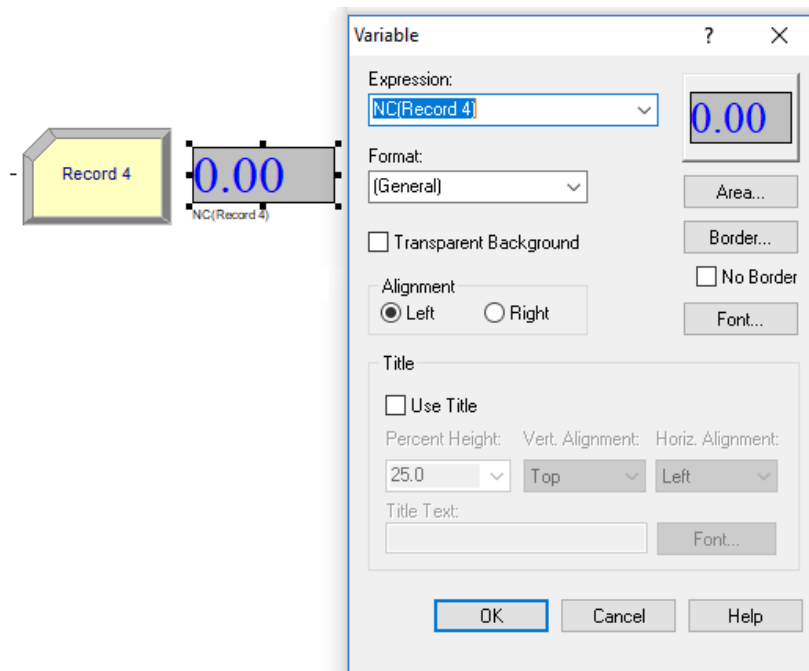 Record 4
0.00
NC(Record 4)
Variable
?
Expression:
NC(Record 4)
0.00
Format:
(General)
Area...
Transparent Background
Border...
No Border
Alignment
Left
Right
Font...
Title
Use Title
Percent Height:
Vert. Alignment:
Horiz. Alignment:
25.0
Top
Left
Title Text:
Font...
OK
Cancel
Help